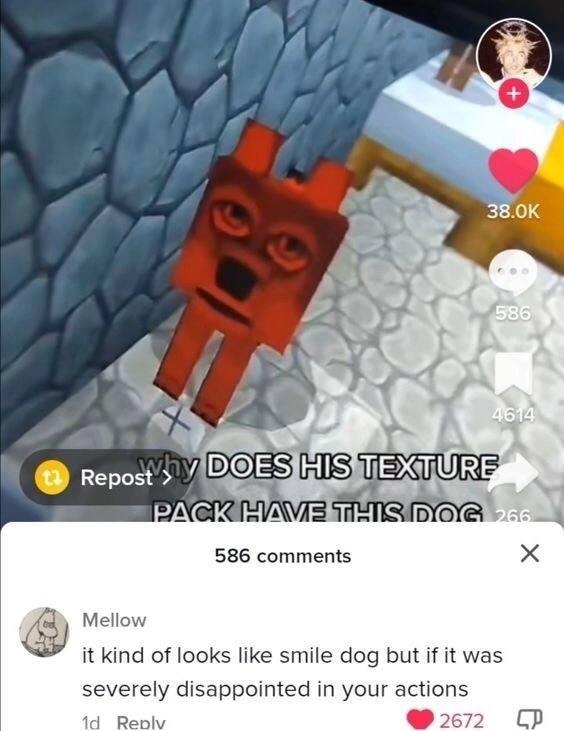 38.0K
586
4614
Repost >
why DOES HIS TEXTURE
PACK HAVE THIS DOG
266
586 comments
Mellow
it kind of looks like smile dog but if it was
severely disappointed in your actions
1d Reply
2672